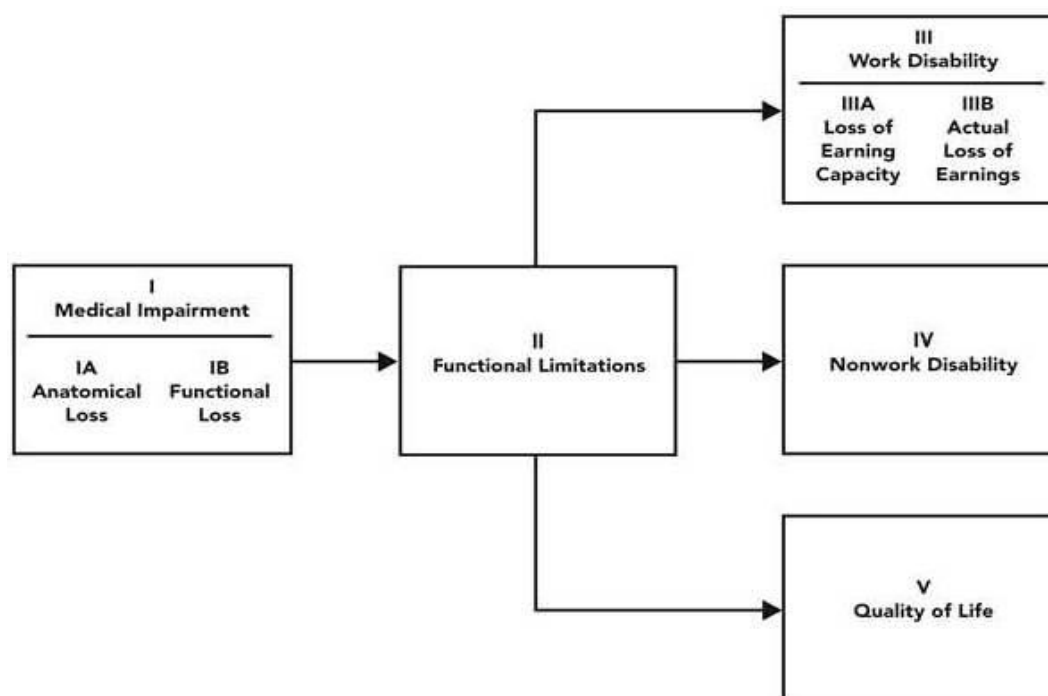 I
Medical Impairment
IA
Anatomical
Loss
IB
Functional
Loss
II
Functional Limitations
III
Work Disability
IIIA
Loss of
Earning
Capacity
IIIB
Actual
Loss of
Earnings
IV
Nonwork Disability
V
Quality of Life